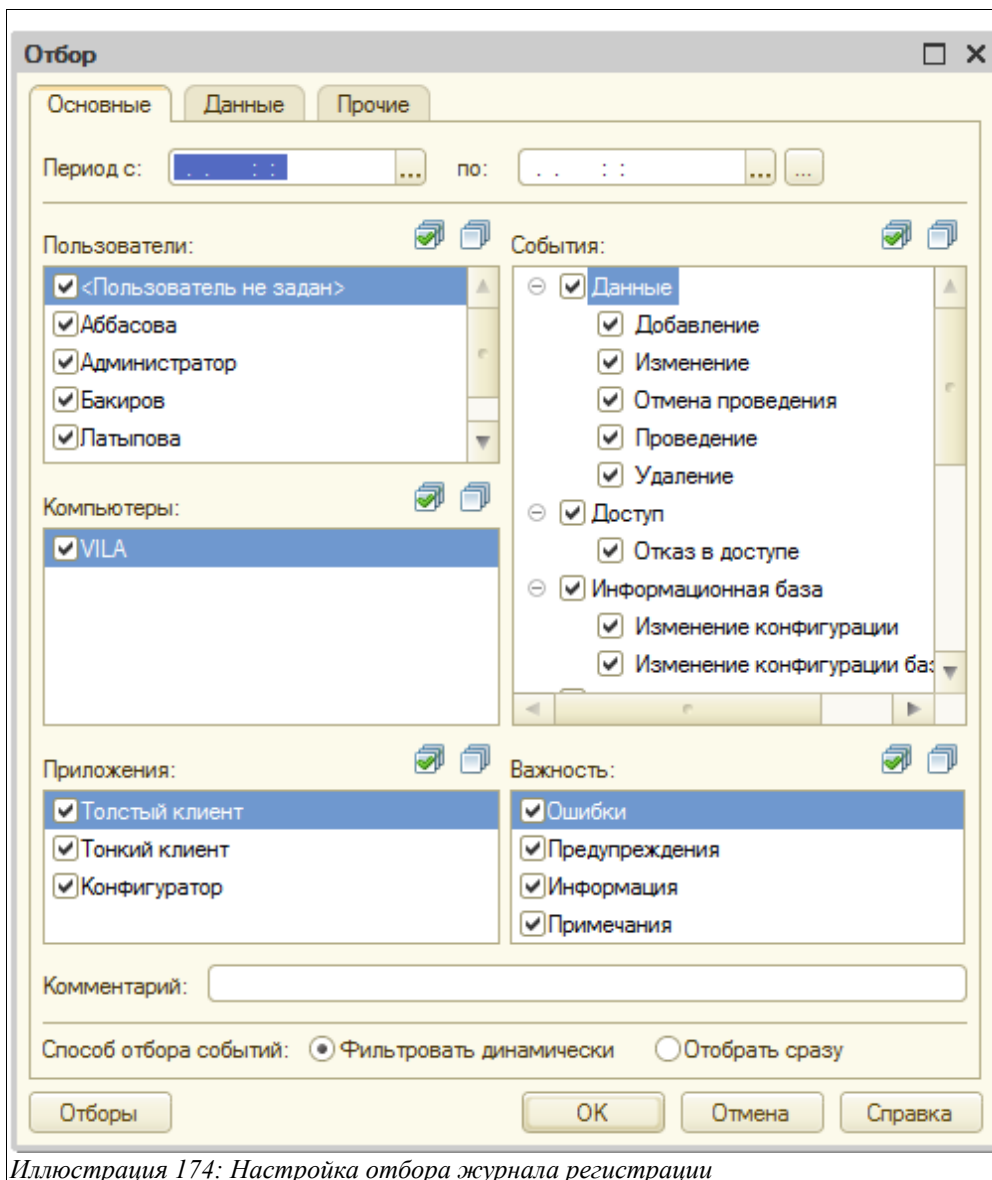 Отбор
Основные Данные Прочие
Период с: . . : : ... по: . . : : ... ...
Пользователи:
<Пользователь не задан>
Аббасова
Администратор
Бакиров
Латыпова
События:
Данные
Добавление
Изменение
Отмена проведения
Проведение
Удаление
Доступ
Отказ в доступе
Информационная база
Изменение конфигурации
Изменение конфигурации баз
Компьютеры:
VILA
Приложения:
Толстый клиент
Тонкий клиент
Конфигуратор
Важность:
Ошибки
Предупреждения
Информация
Примечания
Комментарий:
Способ отбора событий: Фильтровать динамически Отобрать сразу
Отборы OK Отмена Справка
Иллюстрация 174: Настройка отбора журнала регистрации